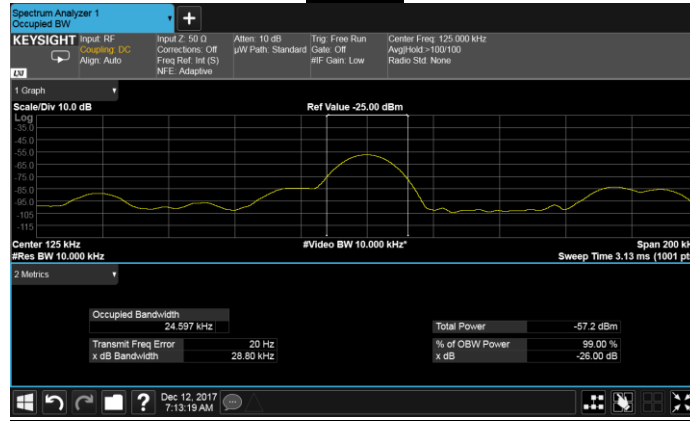 Spectrum Analyzer 1
Occupied BW
KEYSIGHT Input: RF Input Z: 50 Ω Atten: 10 dB Trig: Free Run Center Freq: 125.000 kHz
Coupling: DC Corrections: Off µW Path: Standard Gate: Off Avg|Hold:>100/100
Align: Auto Freq Ref: Int (S) #IF Gain: Low Radio Std: None
LXI NFE: Adaptive
1 Graph
Scale/Div 10.0 dB Ref Value -25.00 dBm
Log
-35.0
-45.0
-55.0
-65.0
-75.0
-85.0
-95.0
-105
-115
Center 125 kHz #Video BW 10.000 kHz* Span 200 kH
#Res BW 10.000 kHz Sweep Time 3.13 ms (1001 pt
2 Metrics
Occupied Bandwidth
24.597 kHz Total Power -57.2 dBm
Transmit Freq Error 20 Hz % of OBW Power 99.00 %
x dB Bandwidth 28.80 kHz x dB -26.00 dB
? Dec 12, 2017
7:13:19 AM